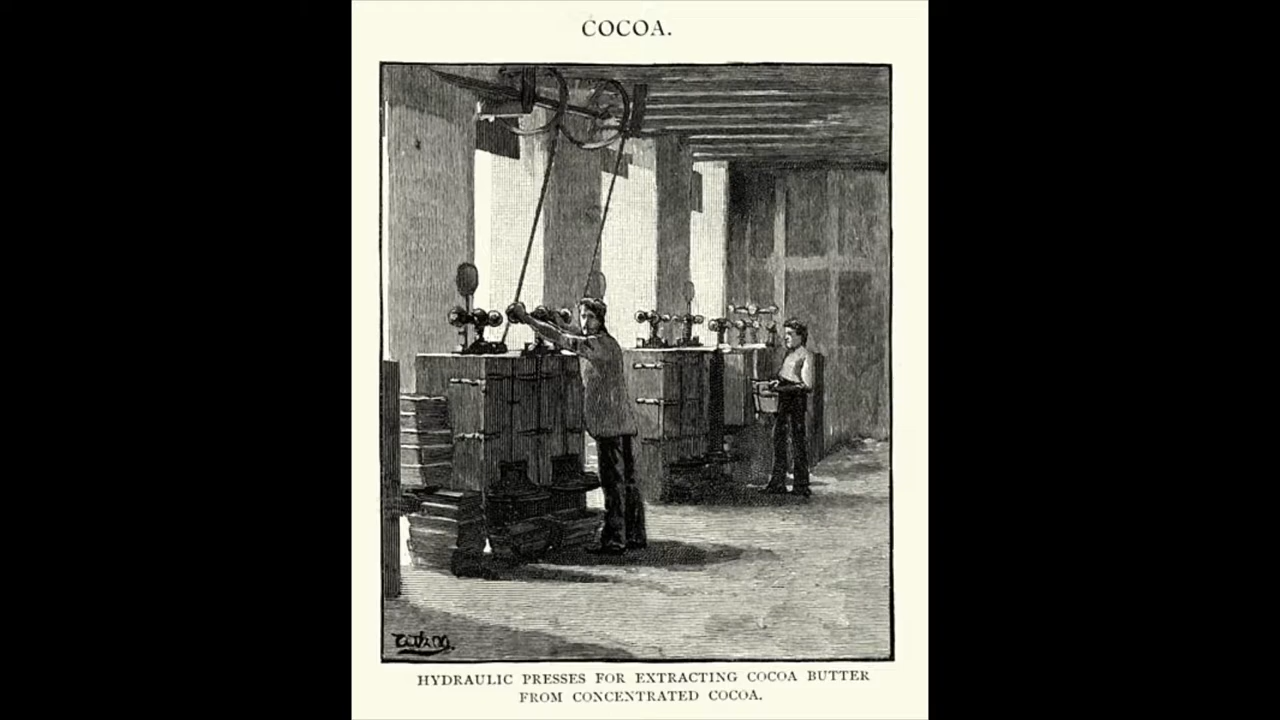 COCOA.
HYDRAULIC PRESSES FOR EXTRACTING COCOA BUTTER
FROM CONCENTRATED COCOA.